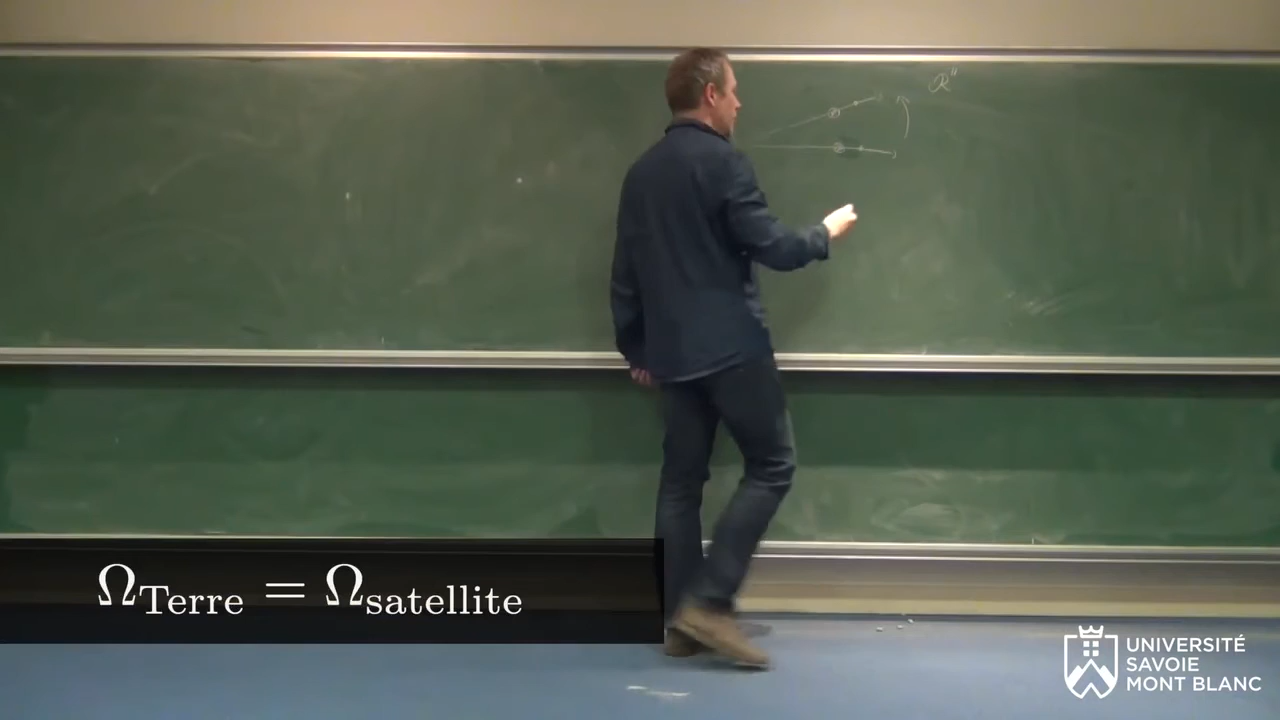 ℛ"
Ω_Terre = Ω_satellite
UNIVERSITÉ
SAVOIE
MONT BLANC